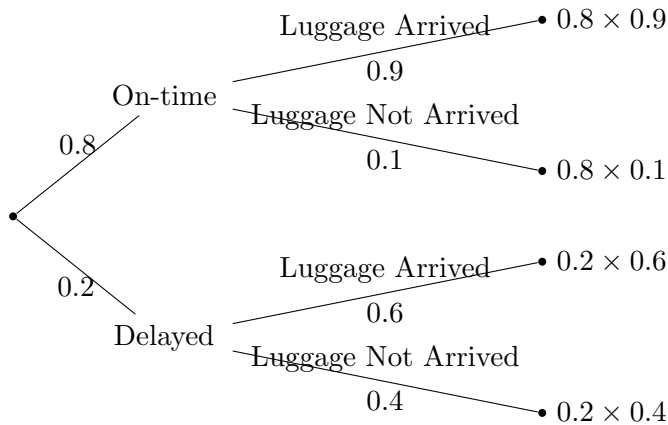 Luggage Arrived
0.8 × 0.9
0.9
On-time
Luggage Not Arrived
0.8
0.1
0.8 × 0.1
Luggage Arrived
0.2 × 0.6
0.2
0.6
Delayed
Luggage Not Arrived
0.4
0.2 × 0.4